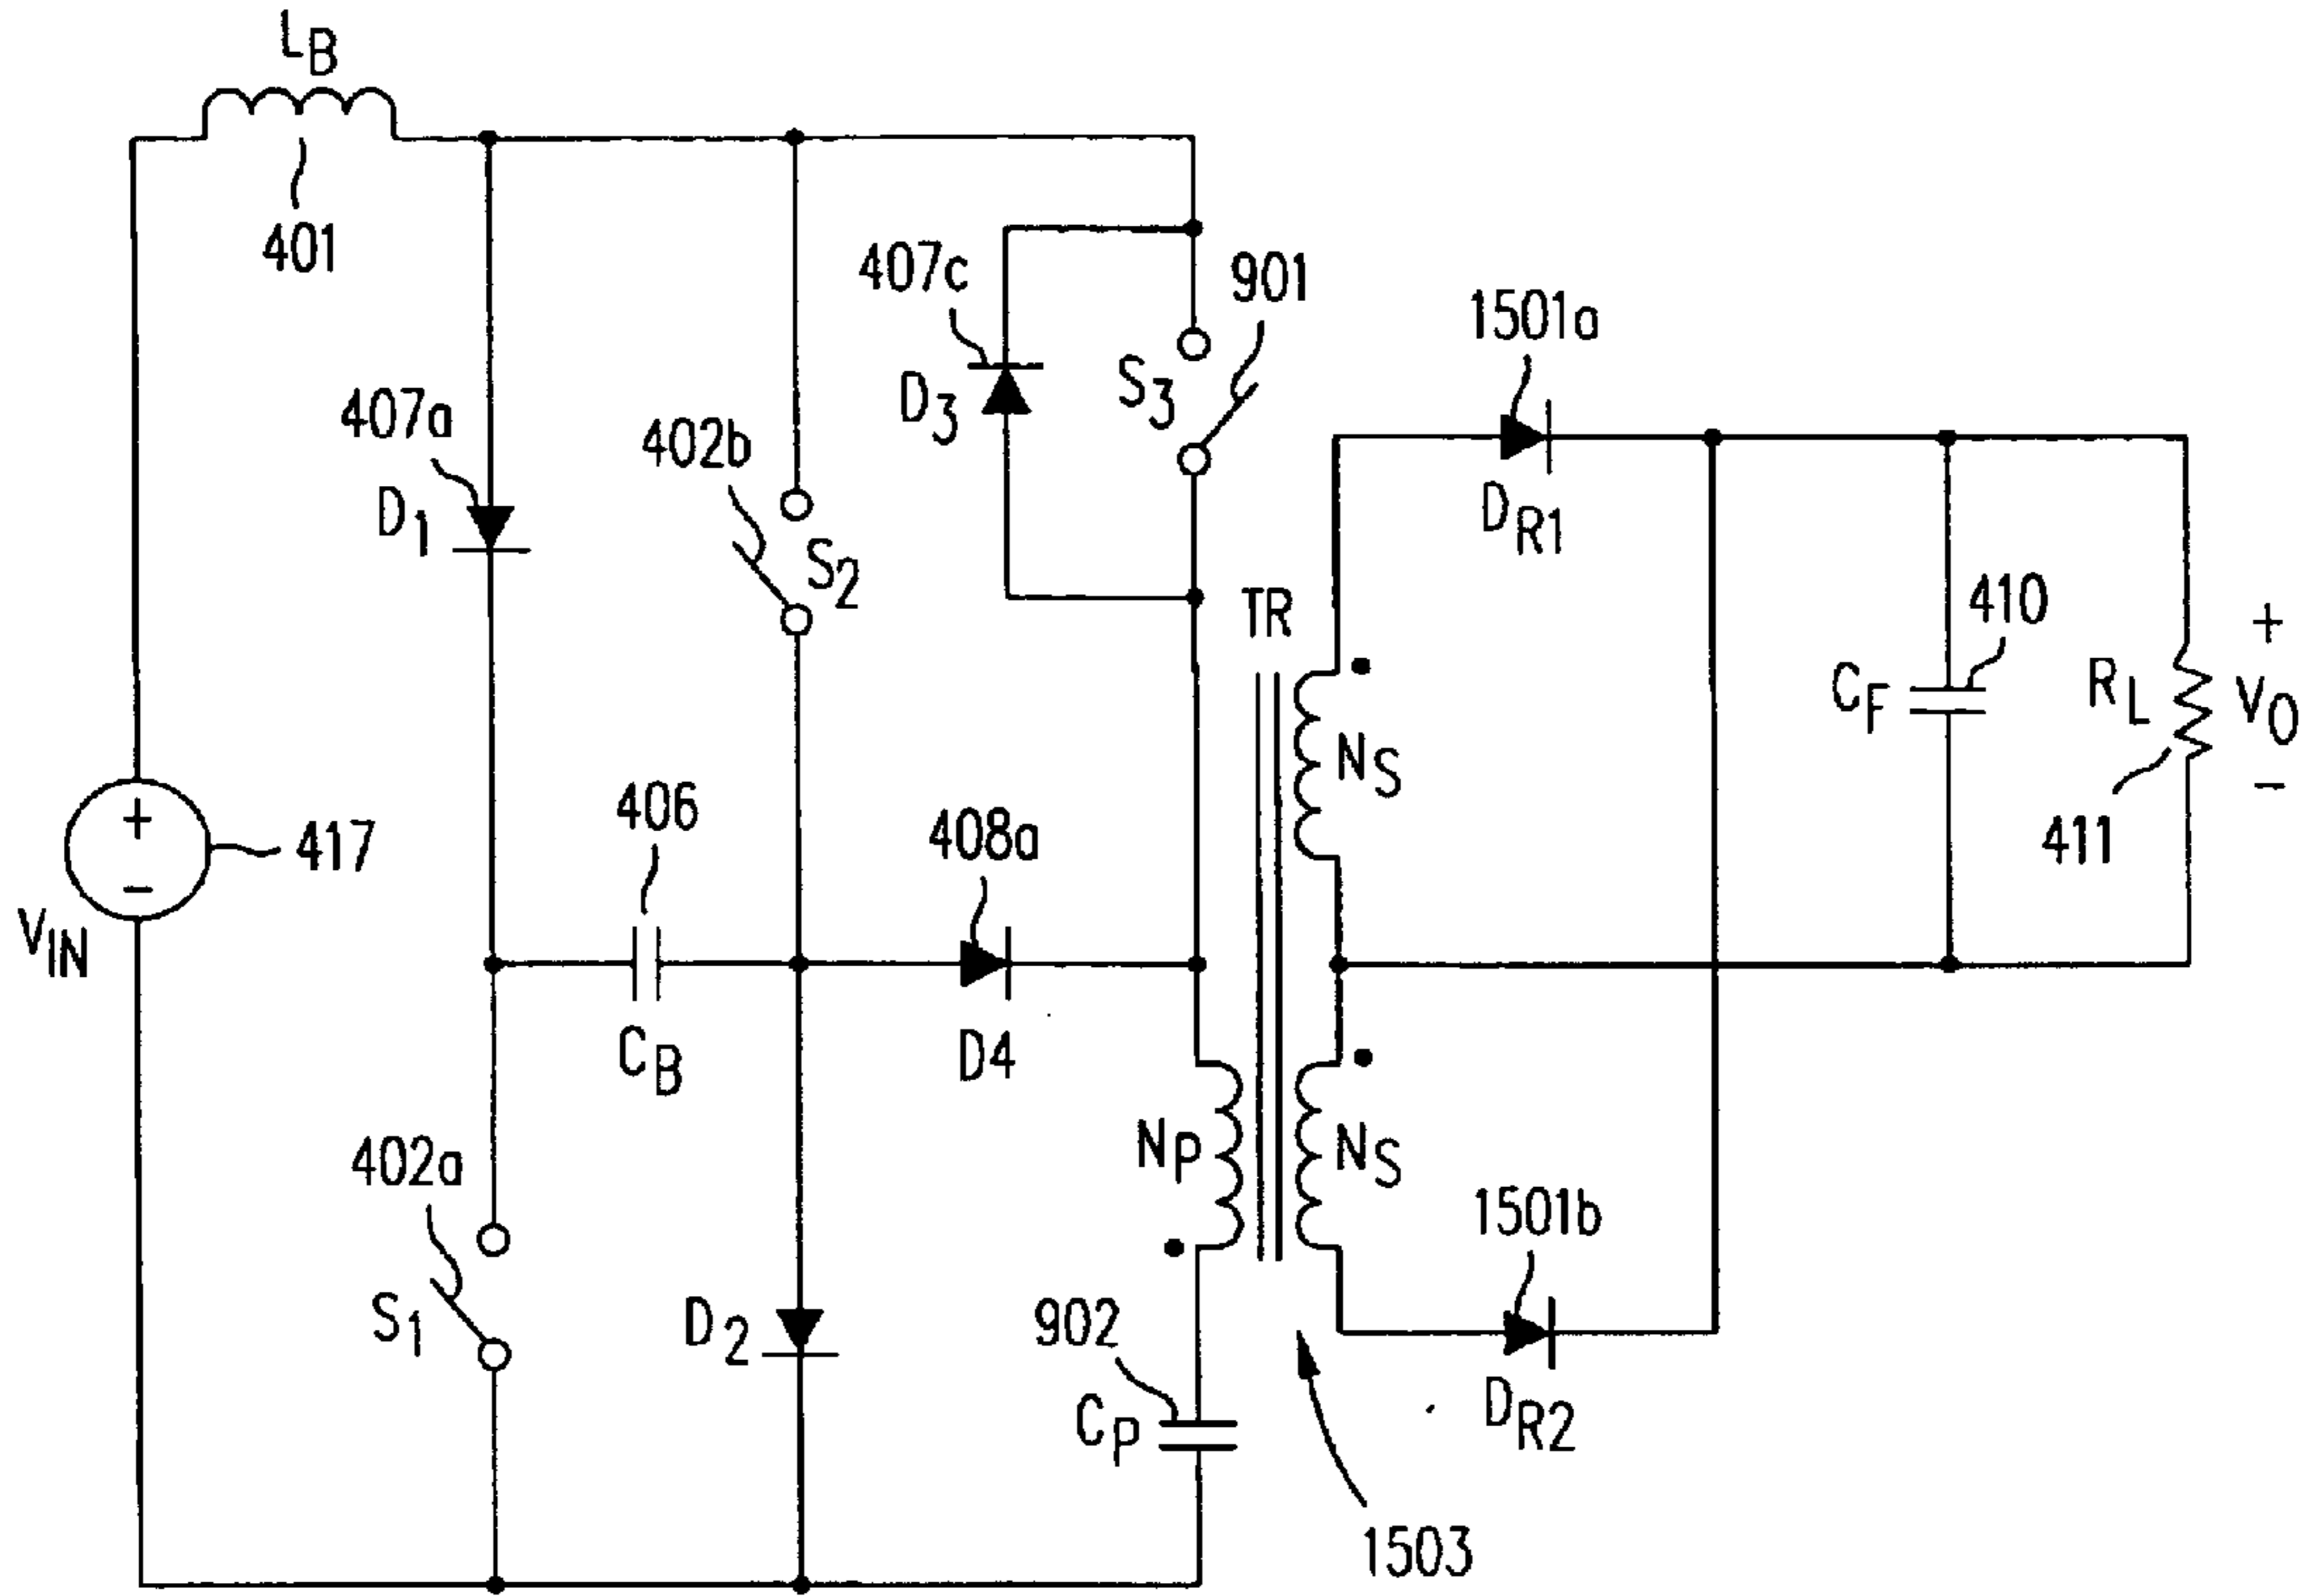 LB
401
407a
D1
402b
S2
407c
D3
901
S3
1501a
DR1
TR
NS
410
CF
RL
411
+
VO
-
+
-
417
VIN
406
CB
408a
D4
NP
NS
402a
S1
D2
902
CP
1501b
DR2
1503